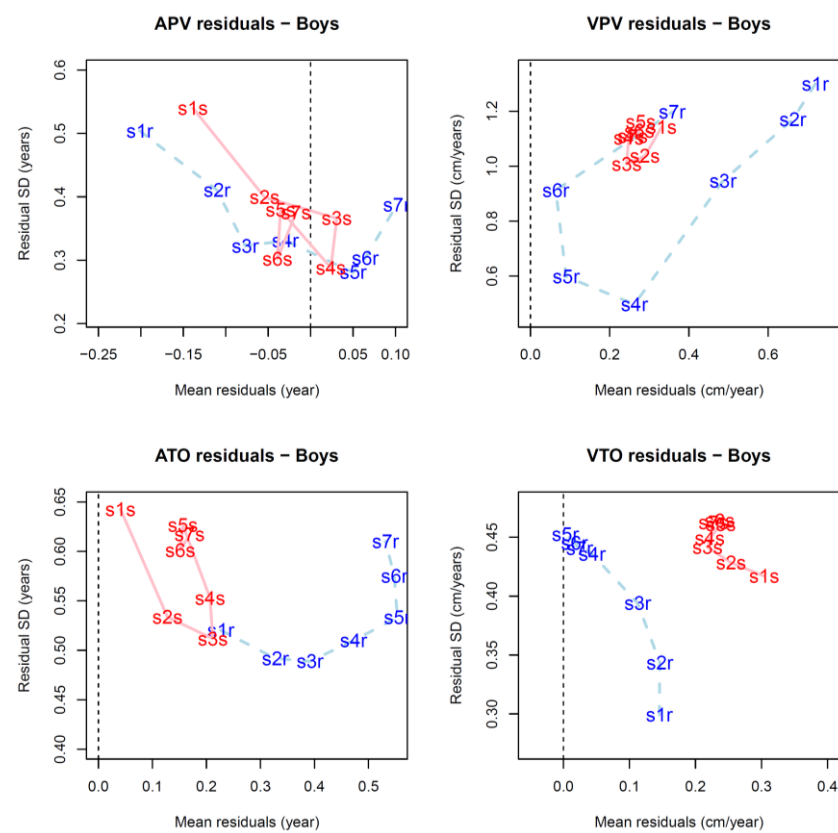 APV residuals − Boys
Residual SD (years)
0.6
0.5
0.4
0.3
0.2
s1s
s1r
s2r
s2s
s5s
s7s
s3s
s7r
s3r
s4r
s6s
s4s
s6r
s5r
−0.25
−0.15
−0.05
0.05
0.10
Mean residuals (year)
VPV residuals − Boys
Residual SD (cm/years)
1.2
1.0
0.8
0.6
s1r
s2r
s7r
s5s
s6s
s1s
s4s
s2s
s3s
s3r
s6r
s5r
s4r
0.0
0.2
0.4
0.6
Mean residuals (cm/year)
ATO residuals − Boys
Residual SD (years)
0.65
0.60
0.55
0.50
0.45
0.40
s1s
s5s
s7s
s6s
s7r
s6r
s4s
s2s
s5r
s1r
s3s
s4r
s2r
s3r
0.0
0.1
0.2
0.3
0.4
0.5
Mean residuals (year)
VTO residuals − Boys
Residual SD (cm/years)
0.45
0.40
0.35
0.30
s5r
s6r
s4r
s4s
s3s
s2s
s1s
s3r
s2r
s1r
0.0
0.1
0.2
0.3
0.4
Mean residuals (cm/year)